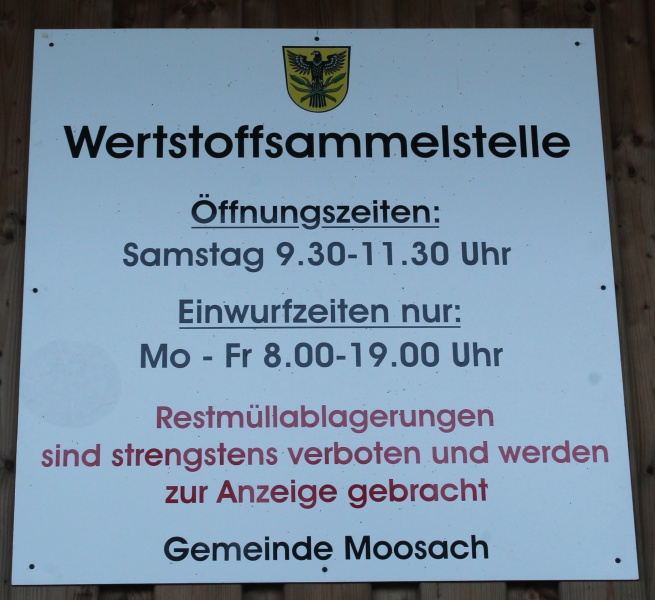 Wertstoffsammelstelle
Öffnungszeiten:
Samstag 9.30-11.30 Uhr
Einwurfzeiten nur:
Mo - Fr 8.00-19.00 Uhr
Restmüllablagerungen
sind strengstens verboten und werden
zur Anzeige gebracht
Gemeinde Moosach